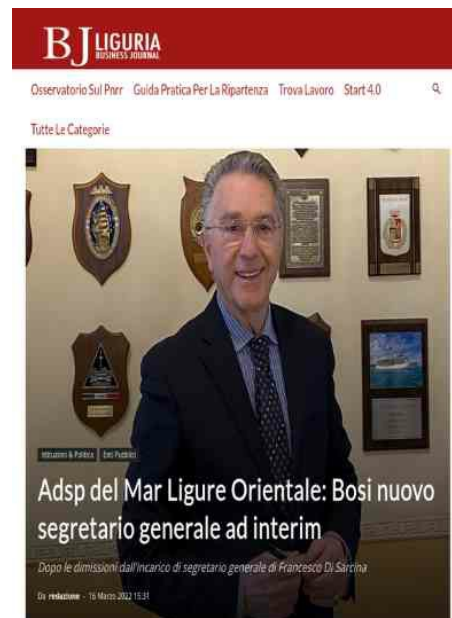 BJ LIGURIA
BUSINESS JOURNAL
Osservatorio Sul Pnrr Guida Pratica Per La Ripartenza Trova Lavoro Start 4.0
Tutte Le Categorie
Istituzioni & Politica Enti Pubblici
Adsp del Mar Ligure Orientale: Bosi nuovo
segretario generale ad interim
Dopo le dimissioni dall'incarico di segretario generale di Francesco Di Sarcina
Da redazione - 16 Marzo 2022 15:31